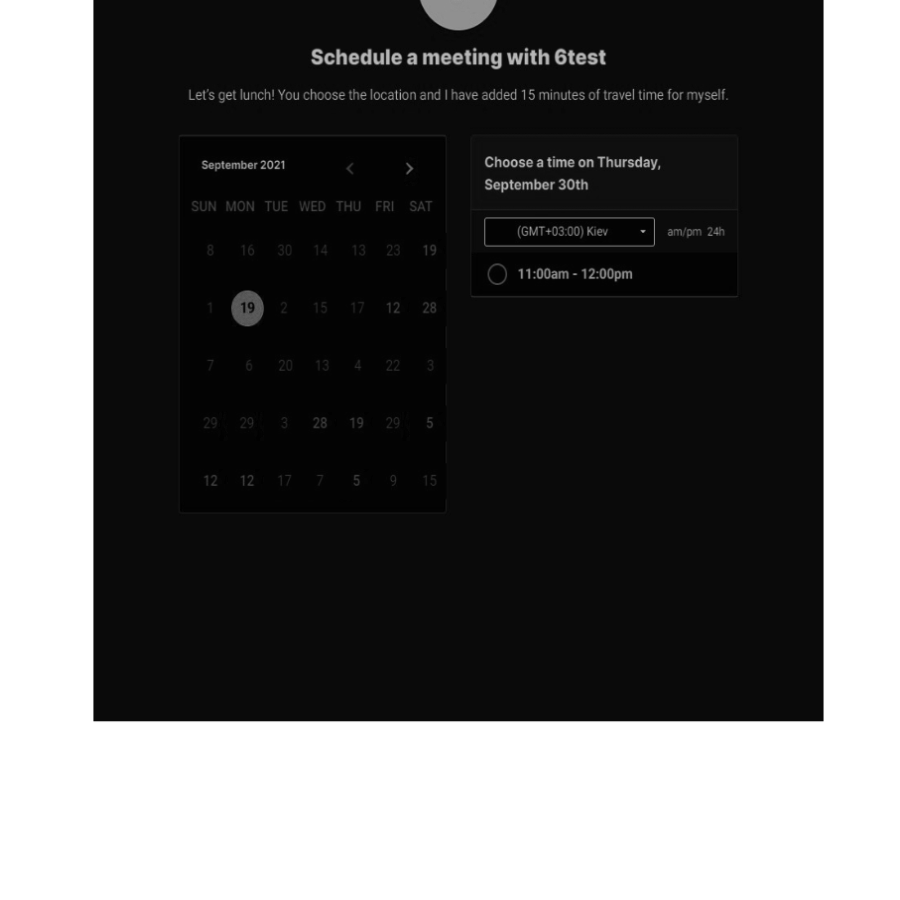 Schedule a meeting with 6test
Let's get lunch! You choose the location and I have added 15 minutes of travel time for myself.
September 2021
SUN MON TUE WED THU FRI SAT
8 16 30 14 13 23 19
1 19 2 15 17 12 28
7 6 20 13 4 22 3
29 29 3 28 19 29 5
12 12 17 7 5 9 15
Choose a time on Thursday,
September 30th
(GMT+03:00) Kiev am/pm 24h
11:00am - 12:00pm